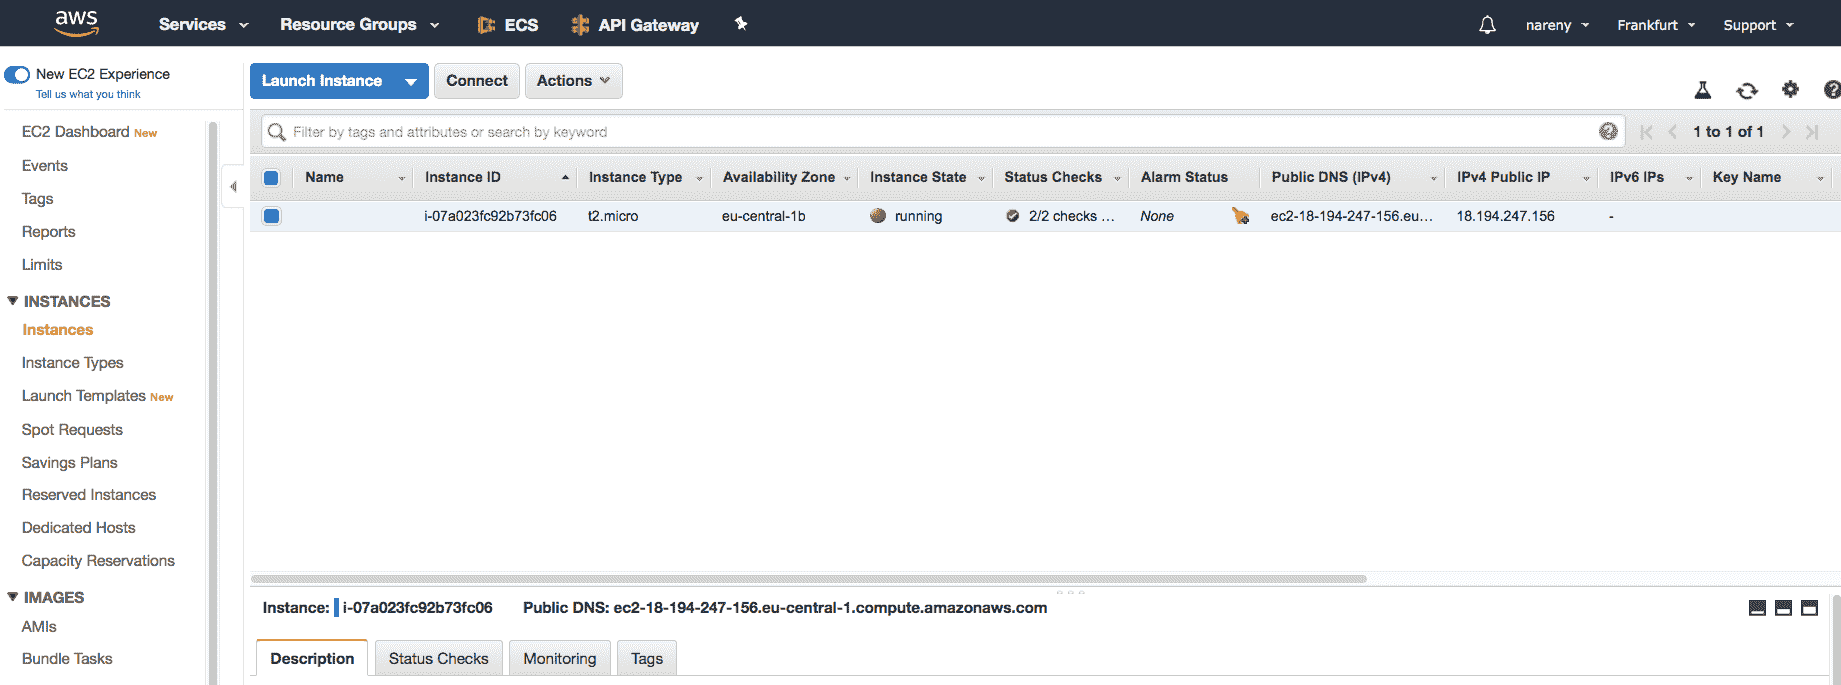 aws Services Resource Groups ECS API Gateway nareny Frankfurt Support
New EC2 Experience
Tell us what you think
EC2 Dashboard New
Events
Tags
Reports
Limits
INSTANCES
Instances
Instance Types
Launch Templates New
Spot Requests
Savings Plans
Reserved Instances
Dedicated Hosts
Capacity Reservations
IMAGES
AMIs
Bundle Tasks
Launch Instance Connect Actions
Filter by tags and attributes or search by keyword 1 to 1 of 1
Name Instance ID Instance Type Availability Zone Instance State Status Checks Alarm Status Public DNS (IPv4) IPv4 Public IP IPv6 IPs Key Name
i-07a023fc92b73fc06 t2.micro eu-central-1b running 2/2 checks ... None ec2-18-194-247-156.eu... 18.194.247.156 -
Instance: i-07a023fc92b73fc06 Public DNS: ec2-18-194-247-156.eu-central-1.compute.amazonaws.com
Description Status Checks Monitoring Tags